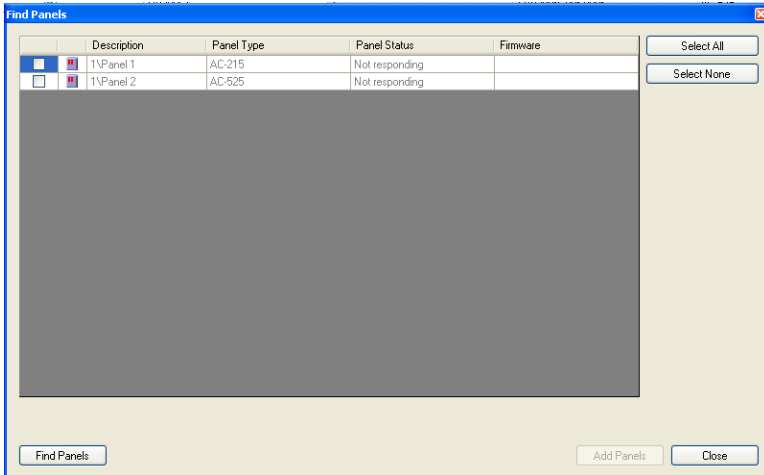 Find Panels
Description Panel Type Panel Status Firmware
1\Panel 1 AC-215 Not responding
1\Panel 2 AC-525 Not responding
Select All
Select None
Find Panels
Add Panels
Close